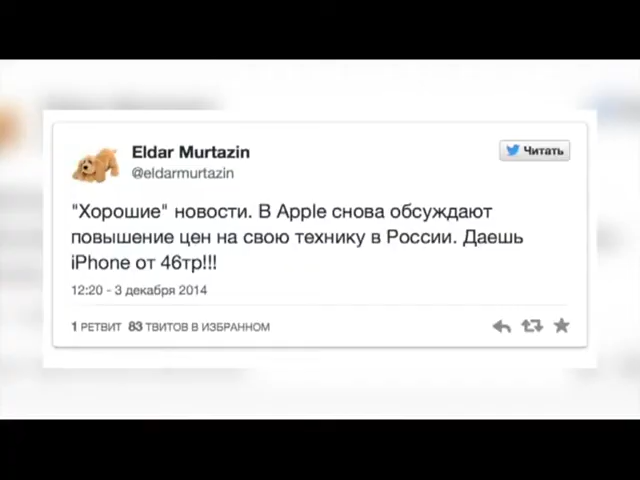 Eldar Murtazin
Читать
@eldarmurtazin
"Хорошие" новости. В Apple снова обсуждают
повышение цен на свою технику в России. Даешь
iPhone от 46тр!!!
12:20 - 3 декабря 2014
1 РЕТВИТ 83 ТВИТОВ В ИЗБРАННОМ